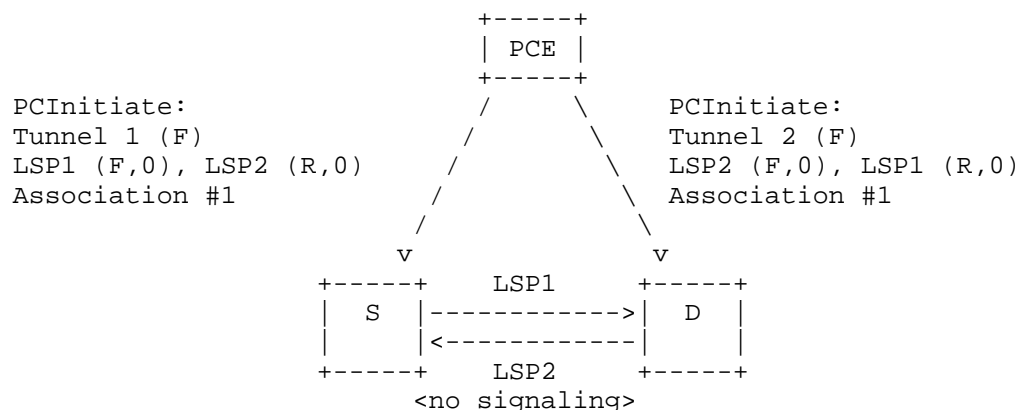 PCE
PCInitiate: PCInitiate:
Tunnel 1 (F) Tunnel 2 (F)
LSP1 (F,0), LSP2 (R,0) LSP2 (F,0), LSP1 (R,0)
Association #1 Association #1
v v
LSP1
S D
LSP2
<no signaling>